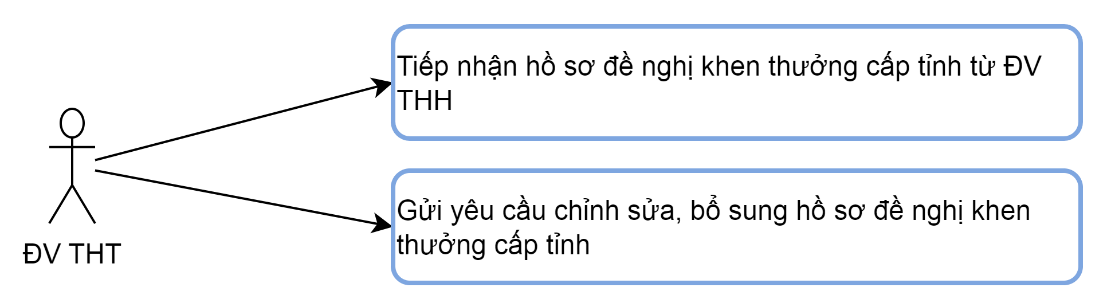 Tiếp nhận hồ sơ đề nghị khen thưởng cấp tỉnh từ ĐV
THH
Gửi yêu cầu chỉnh sửa, bổ sung hồ sơ đề nghị khen
thưởng cấp tỉnh
ĐV THT